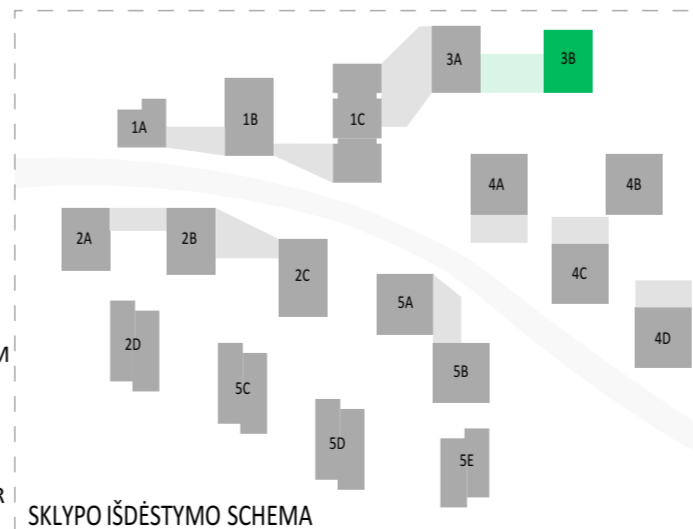 3A
3B
1A
1B
1C
4A
4B
2A
2B
2C
4C
5A
4D
2D
M
5B
5C
5D
5E
R
SKLYPO IŠDĖSTYMO SCHEMA